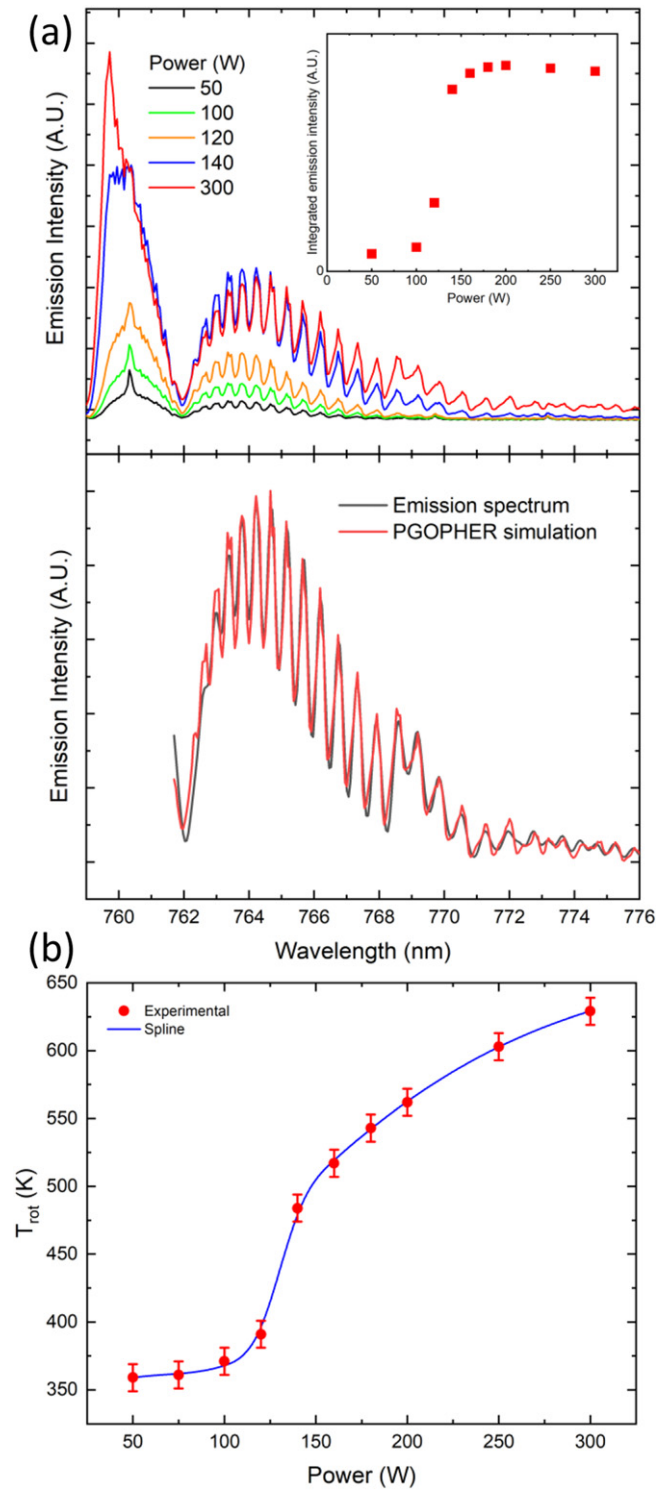 (a)
Power (W)
50
100
120
140
300
Emission Intensity (A.U.)
Integrated emission intensity (A.U.)
0
0 50 100 150 200 250 300
Power (W)
Emission spectrum
PGOPHER simulation
Emission Intensity (A.U.)
760 762 764 766 768 770 772 774 776
Wavelength (nm)
(b)
Experimental
Spline
650
600
550
500
450
400
350
T_rot (K)
50 100 150 200 250 300
Power (W)